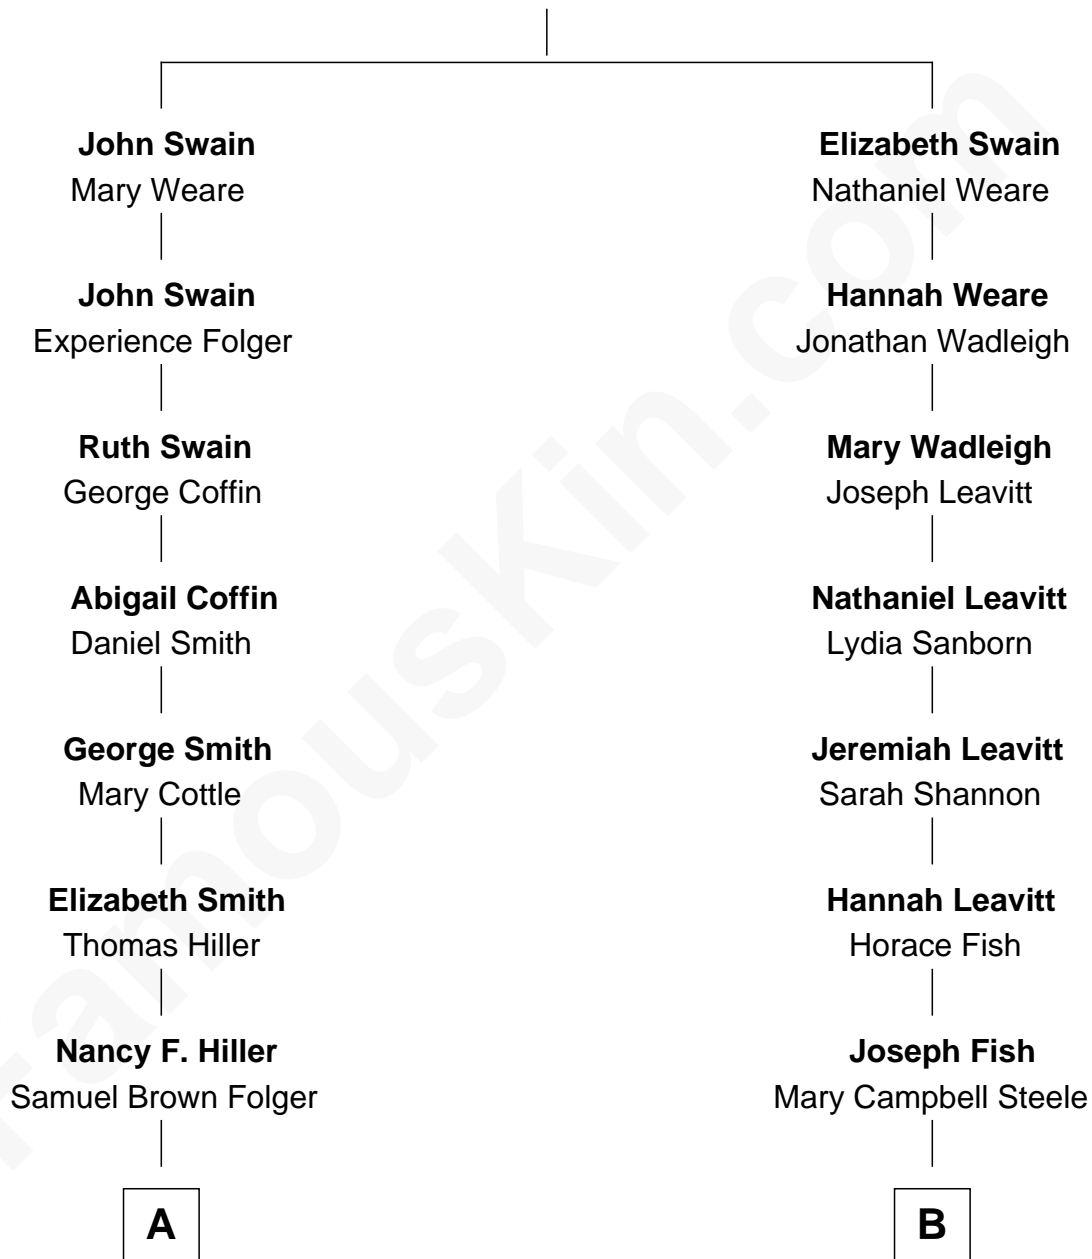 John Swain
Mary Weare
Elizabeth Swain
Nathaniel Weare
John Swain
Experience Folger
Hannah Weare
Jonathan Wadleigh
Ruth Swain
George Coffin
Mary Wadleigh
Joseph Leavitt
Abigail Coffin
Daniel Smith
Nathaniel Leavitt
Lydia Sanborn
George Smith
Mary Cottle
Jeremiah Leavitt
Sarah Shannon
Elizabeth Smith
Thomas Hiller
Hannah Leavitt
Horace Fish
Nancy F. Hiller
Samuel Brown Folger
Joseph Fish
Mary Campbell Steele
A
B
FamousKin.com